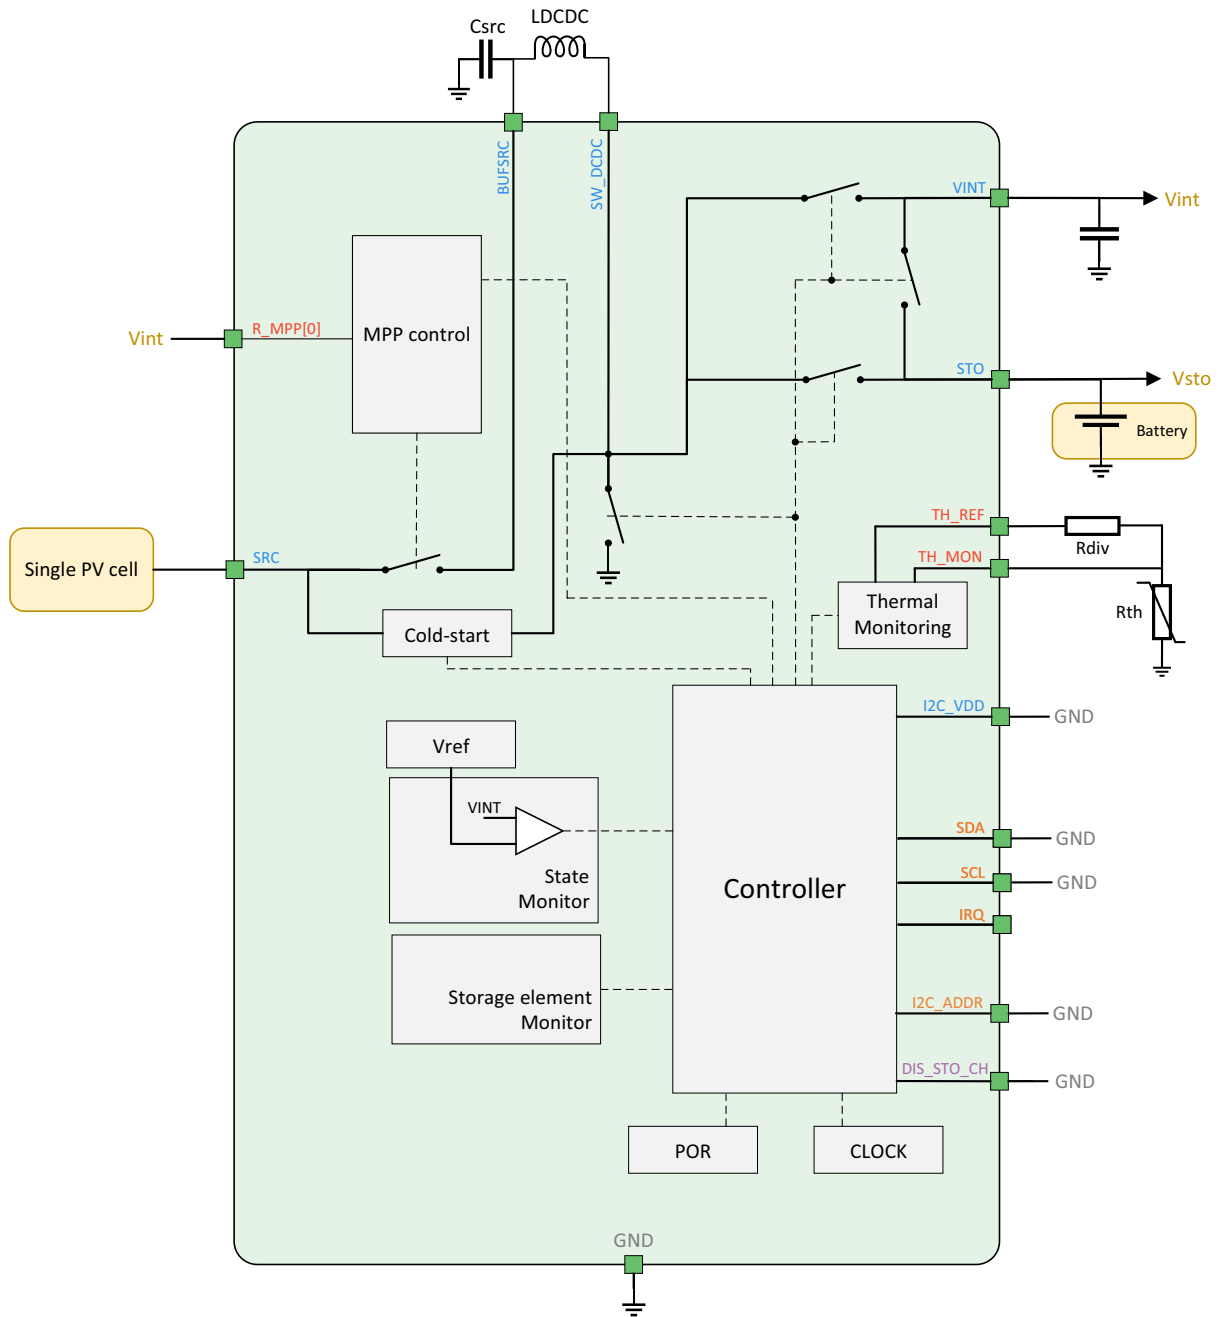 LDCDC
Csrc
BUFSRC
SW_DCDC
VINT
Vint
Vint
R_MPP[0]
MPP control
STO
Vsto
Battery
TH_REF
Rdiv
TH_MON
SRC
Single PV cell
Thermal
Monitoring
Rth
Cold-start
I2C_VDD
GND
Vref
VINT
State
Monitor
Controller
SDA
GND
SCL
GND
IRQ
Storage element
Monitor
I2C_ADDR
GND
DIS_STO_CH
GND
POR
CLOCK
GND